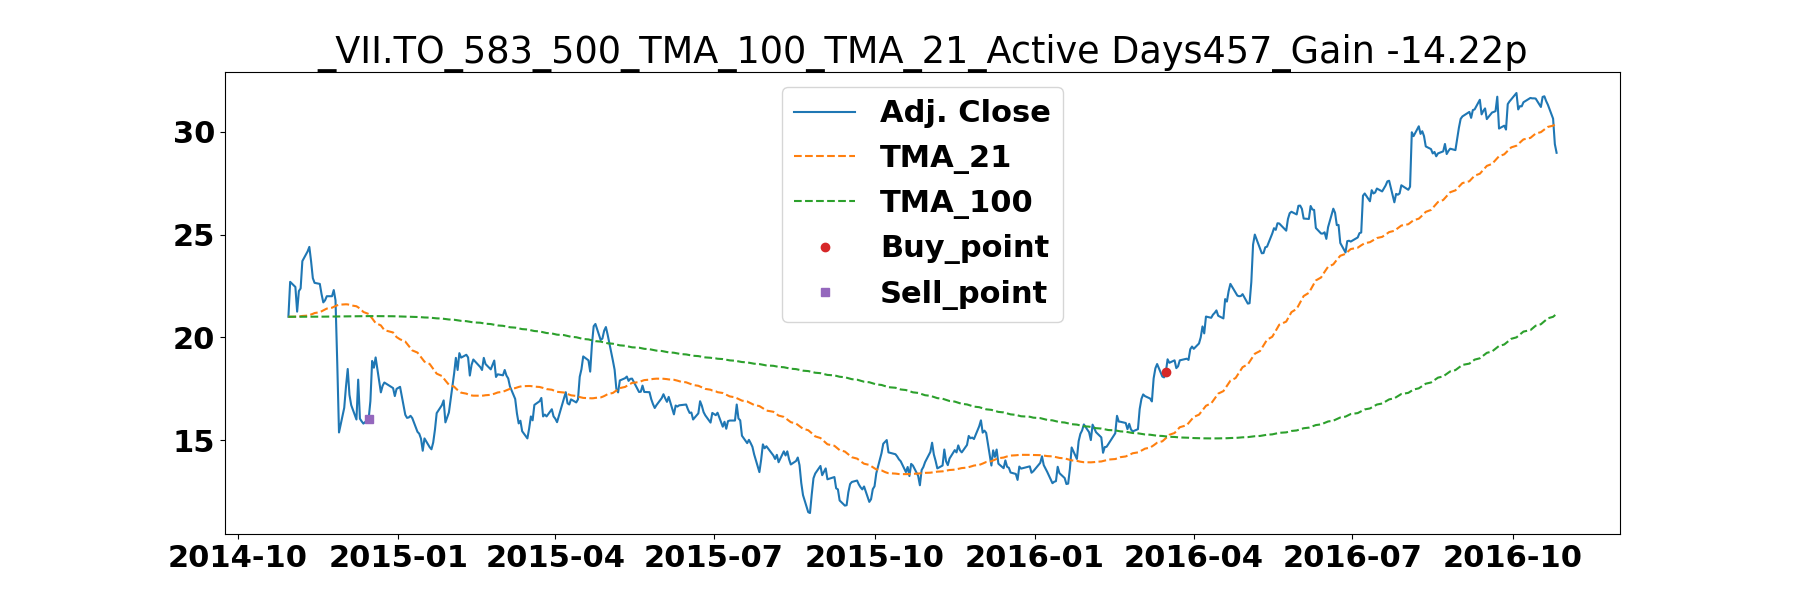 _VII.TO_583_500_TMA_100_TMA_21_Active Days457_Gain -14.22p
Adj. Close
TMA_21
TMA_100
Buy_point
Sell_point
30
25
20
15
2014-10 2015-01 2015-04 2015-07 2015-10 2016-01 2016-04 2016-07 2016-10